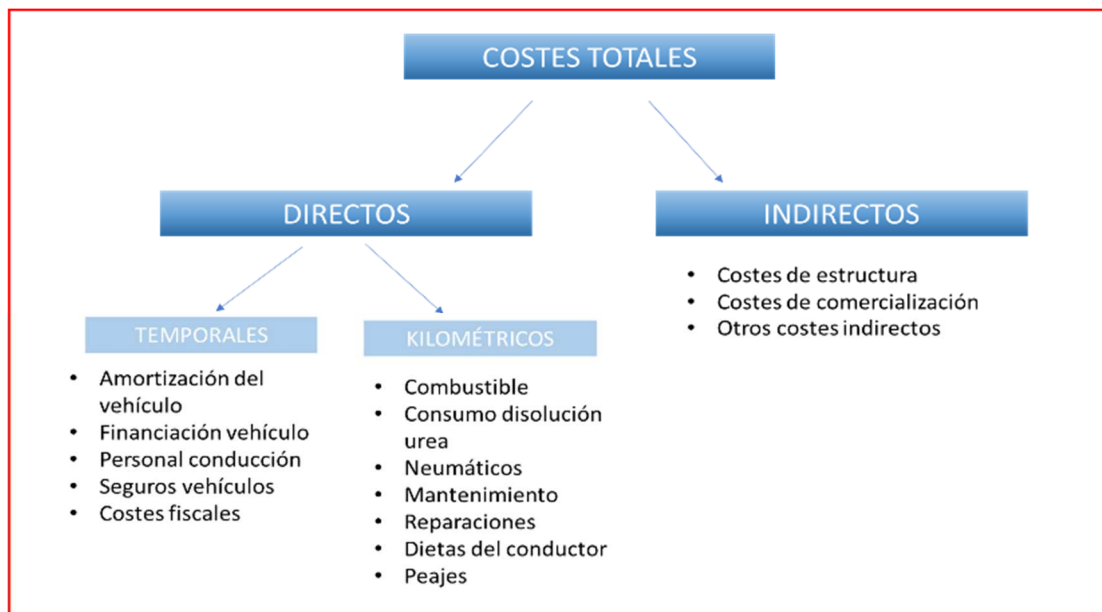 COSTES TOTALES
DIRECTOS
INDIRECTOS
TEMPORALES
• Amortización del
vehículo
• Financiación vehículo
• Personal conducción
• Seguros vehículos
• Costes fiscales
KILOMÉTRICOS
• Combustible
• Consumo disolución
urea
• Neumáticos
• Mantenimiento
• Reparaciones
• Dietas del conductor
• Peajes
• Costes de estructura
• Costes de comercialización
• Otros costes indirectos